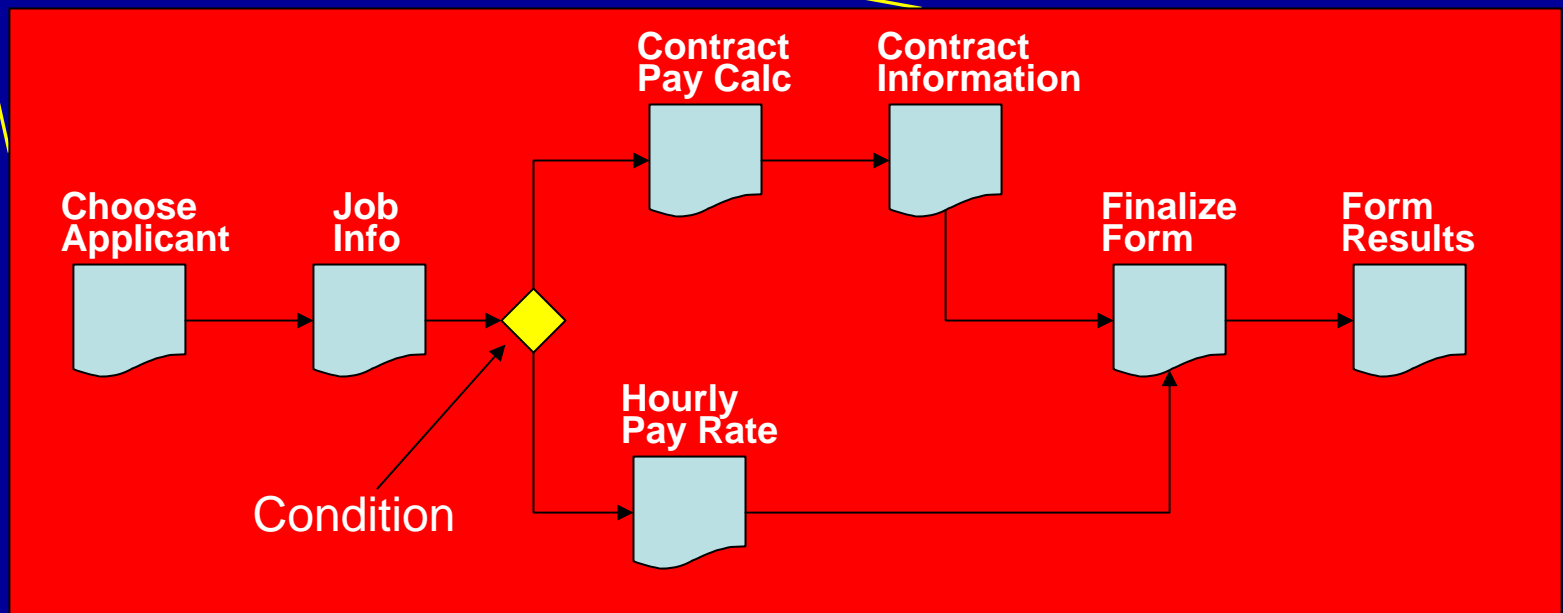 Contract
Pay Calc
Contract
Information
Choose
Applicant
Job
Info
Finalize
Form
Form
Results
Hourly
Pay Rate
Condition